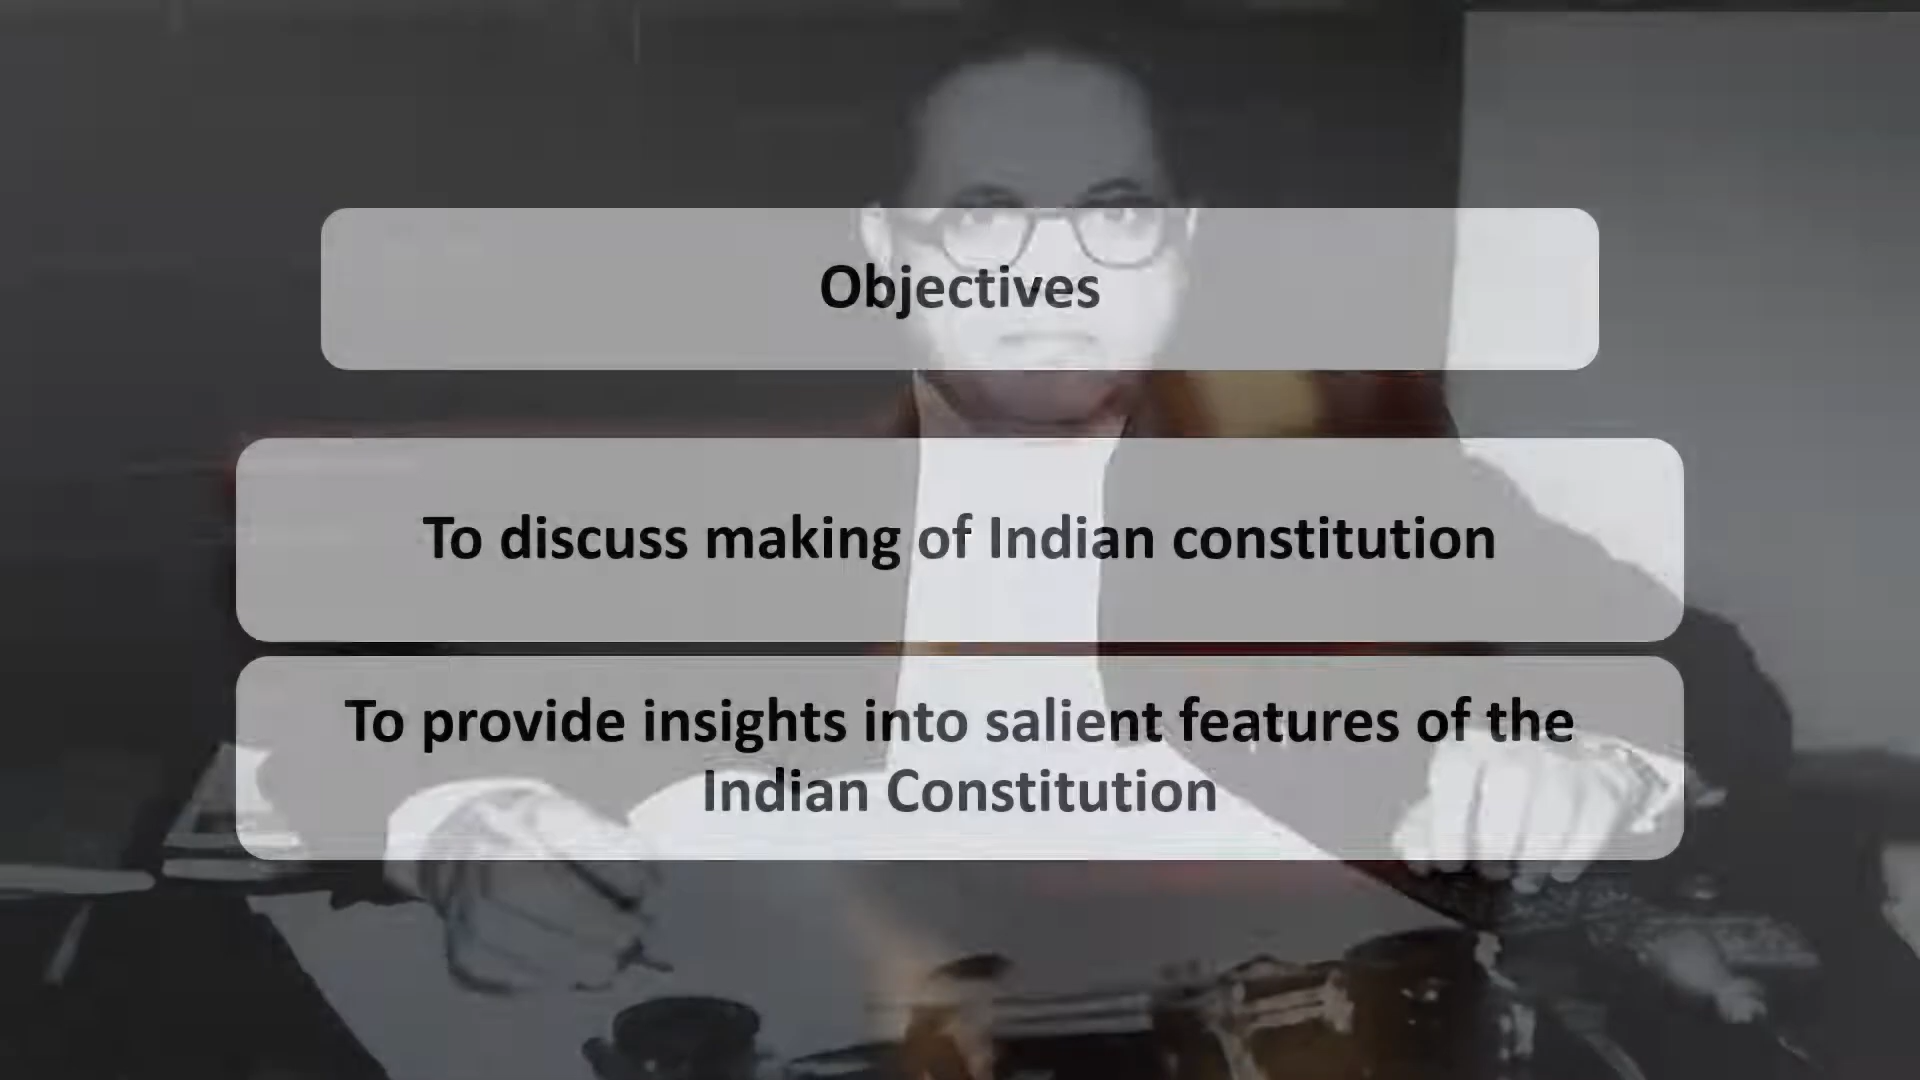 Objectives
To discuss making of Indian constitution
To provide insights into salient features of the
Indian Constitution